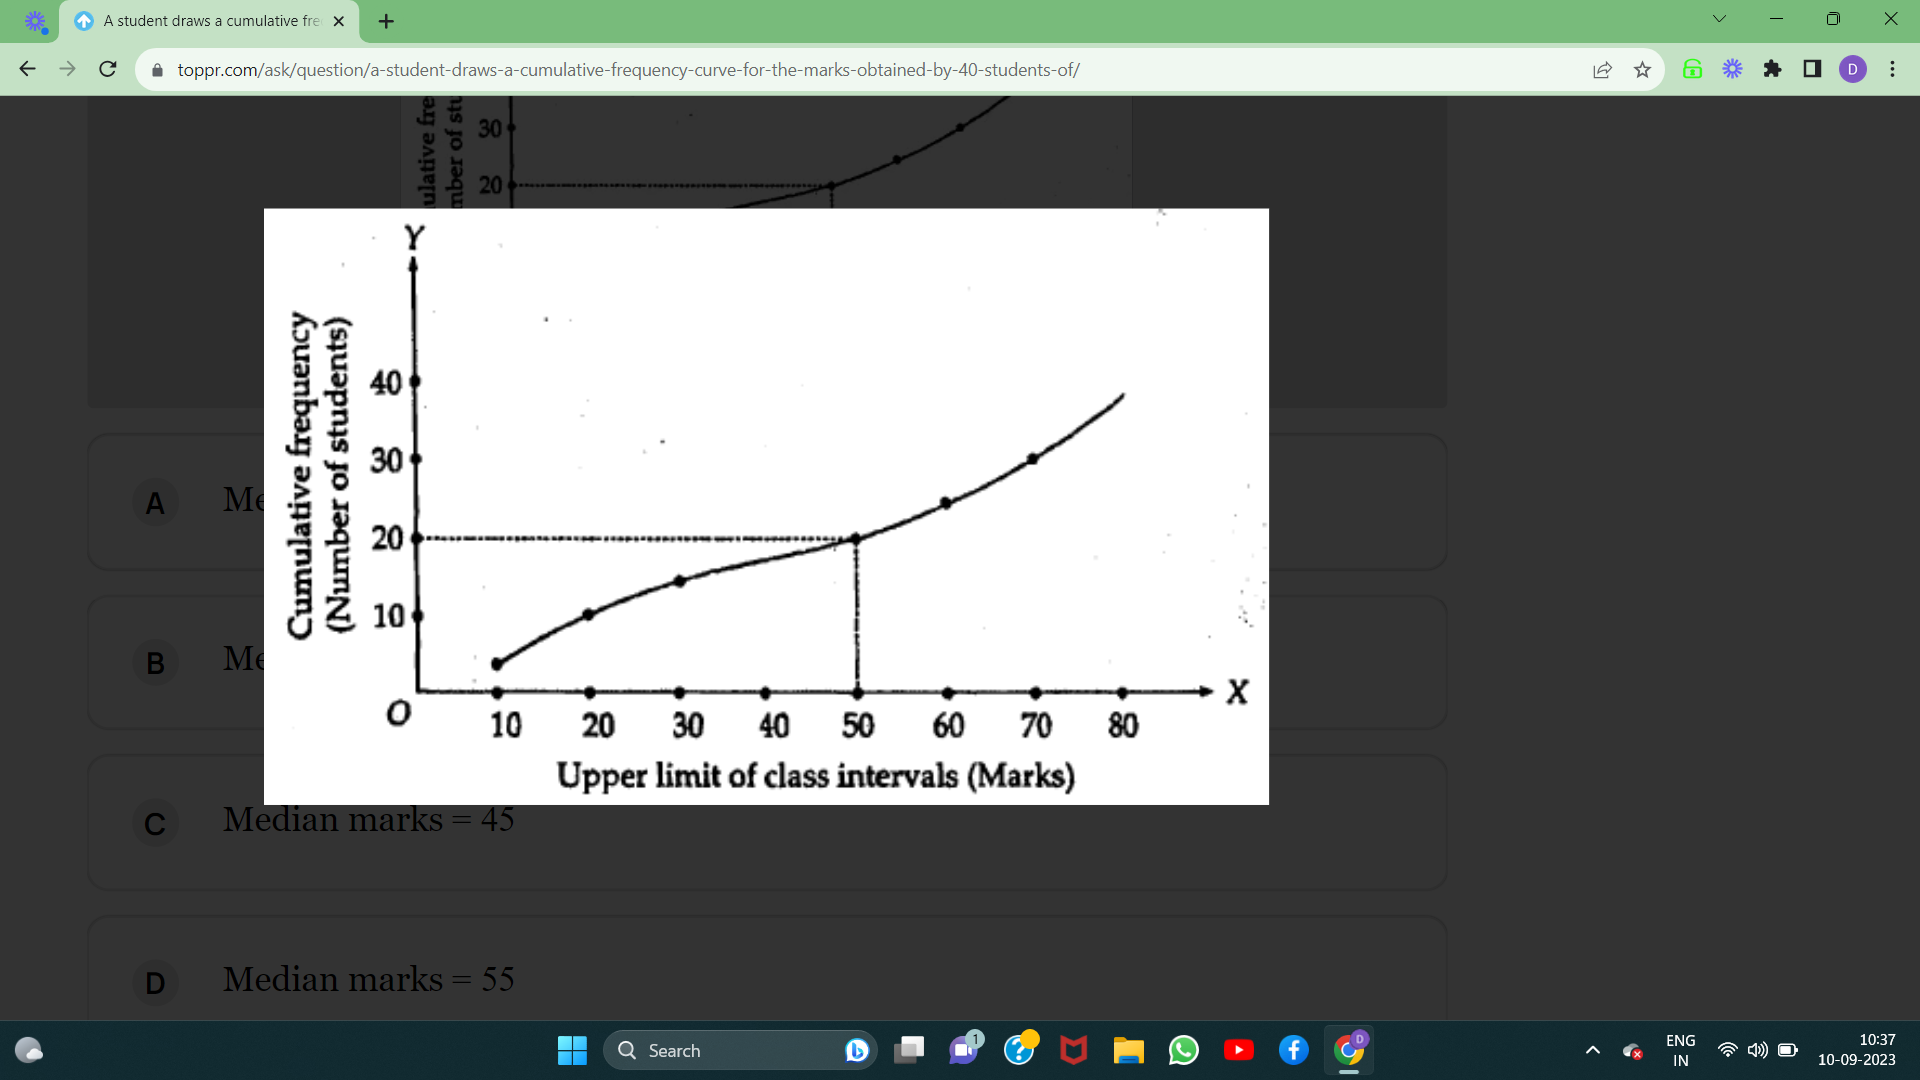 A student draws a cumulative fre
toppr.com/ask/question/a-student-draws-a-cumulative-frequency-curve-for-the-marks-obtained-by-40-students-of/
D
30
20
Y
Cumulative frequency
(Number of students)
40
30
20
10
O
10 20 30 40 50 60 70 80
X
Upper limit of class intervals (Marks)
A
B
C Median marks = 45
D Median marks = 55
Search
1
D
ENG
IN
10:37
10-09-2023